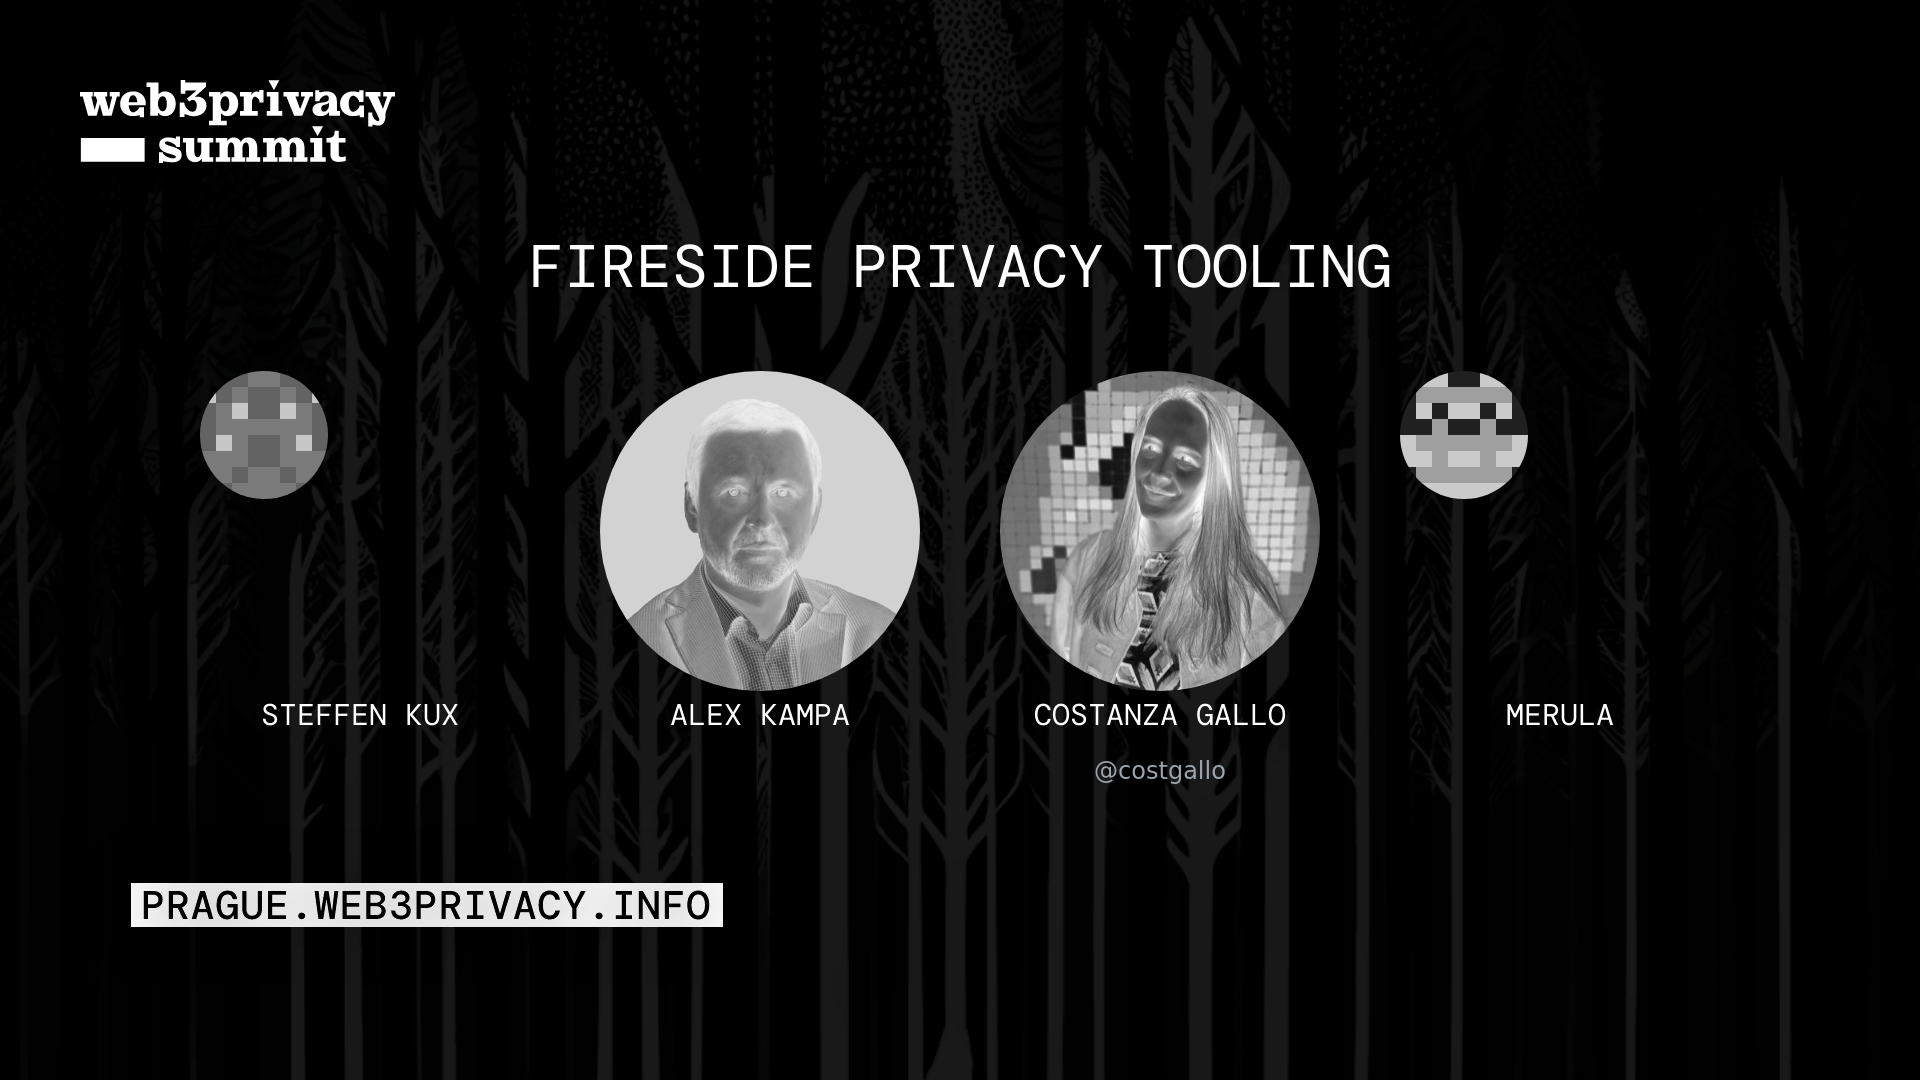 web3privacy
summit
FIRESIDE PRIVACY TOOLING
STEFFEN KUX
ALEX KAMPA
COSTANZA GALLO
MERULA
@costgallo
PRAGUE.WEB3PRIVACY.INFO